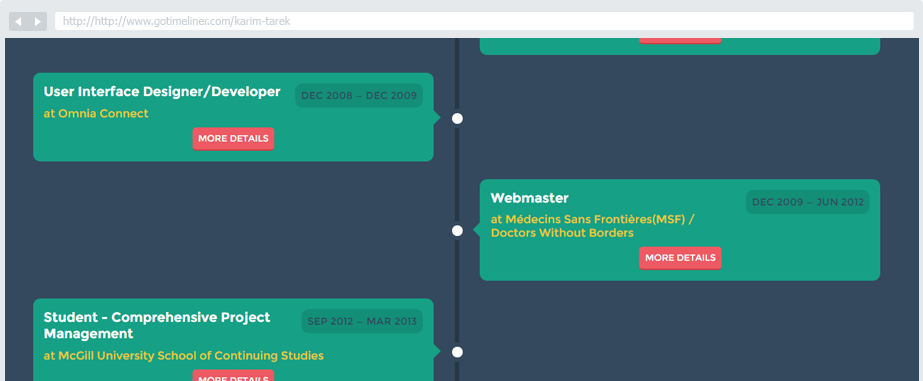 http://http://www.gotimeliner.com/karim-tarek
User Interface Designer/Developer
DEC 2008 – DEC 2009
at Omnia Connect
MORE DETAILS
Webmaster
DEC 2009 – JUN 2012
at Médecins Sans Frontières(MSF) /
Doctors Without Borders
MORE DETAILS
Student - Comprehensive Project
Management
SEP 2012 – MAR 2013
at McGill University School of Continuing Studies
MORE DETAILS